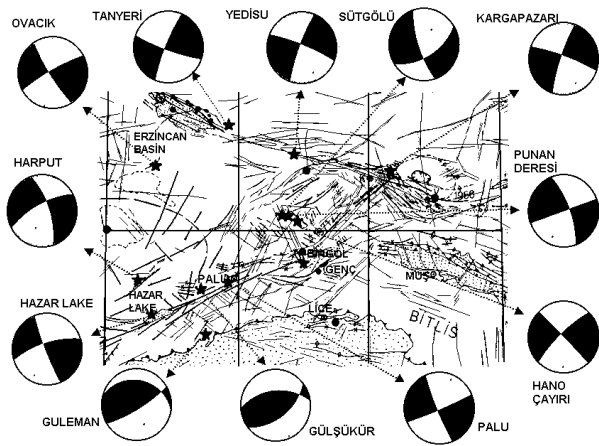 OVACIK
TANYERİ
YEDİSU
SÜTGÖLÜ
KARGAPAZARI
ERZİNCAN
BASİN
HARPUT
PUNAN
DERESİ
BİNGÖL
GENÇ
PALU
MUŞ
HAZAR
LAKE
HAZAR LAKE
LİCE
BİTLİS
HANO
ÇAYIRI
GULEMAN
GÜLŞÜKÜR
PALU